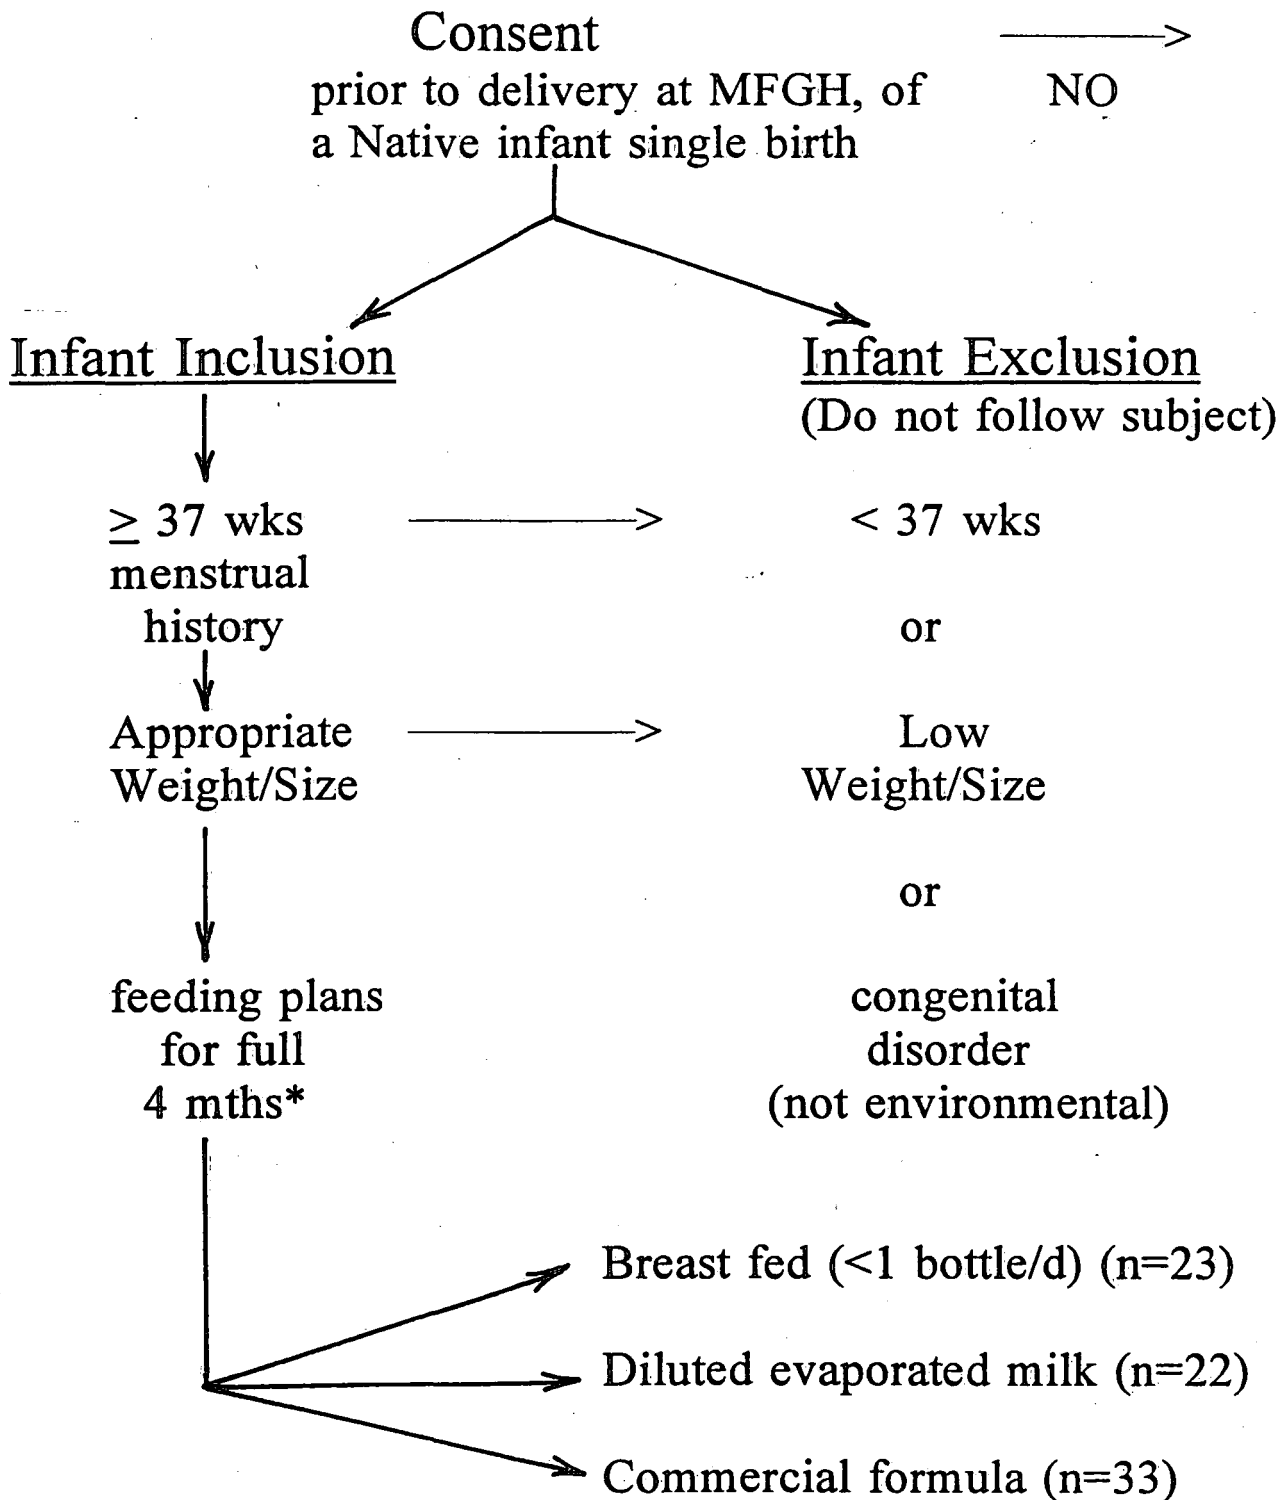 Consent
prior to delivery at MFGH, of
a Native infant single birth
NO
Infant Inclusion
Infant Exclusion
(Do not follow subject)
≥ 37 wks
menstrual
history
< 37 wks
or
Appropriate
Weight/Size
Low
Weight/Size
or
feeding plans
for full
4 mths*
congenital
disorder
(not environmental)
Breast fed (<1 bottle/d) (n=23)
Diluted evaporated milk (n=22)
Commercial formula (n=33)